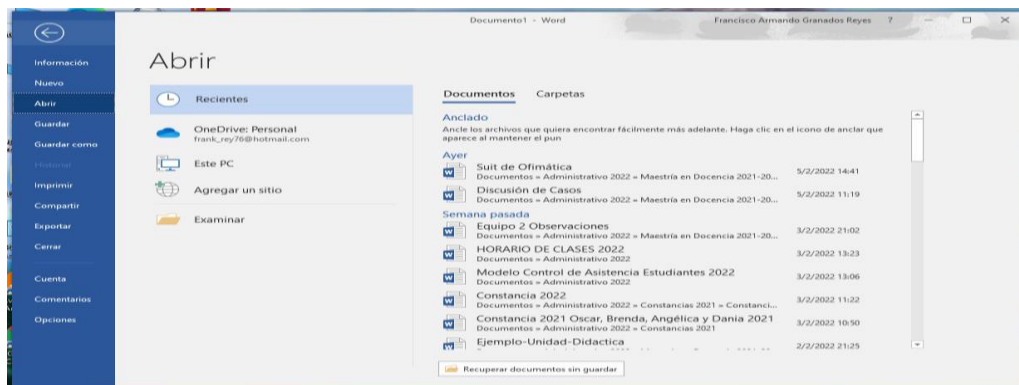 Documento1 - Word
Francisco Armando Granados Reyes
?
Información
Nuevo
Abrir
Guardar
Guardar como
Historial
Imprimir
Compartir
Exportar
Cerrar
Cuenta
Comentarios
Opciones
Abrir
Recientes
OneDrive: Personal
frank_rey76@hotmail.com
Este PC
Agregar un sitio
Examinar
Documentos Carpetas
Anclado
Ancle los archivos que quiera encontrar fácilmente más adelante. Haga clic en el icono de anclar que
aparece al mantener el pun
Ayer
Suit de Ofimática 5/2/2022 14:41
Documentos » Administrativo 2022 » Maestría en Docencia 2021-20...
Discusión de Casos 5/2/2022 11:19
Documentos » Administrativo 2022 » Maestría en Docencia 2021-20...
Semana pasada
Equipo 2 Observaciones 3/2/2022 21:02
Documentos » Administrativo 2022 » Maestría en Docencia 2021-20...
HORARIO DE CLASES 2022 3/2/2022 13:23
Documentos » Administrativo 2022
Modelo Control de Asistencia Estudiantes 2022 3/2/2022 13:06
Documentos » Administrativo 2022
Constancia 2022 3/2/2022 11:22
Documentos » Administrativo 2022 » Constancias 2021 » Constanci...
Constancia 2021 Oscar, Brenda, Angélica y Dania 2021 3/2/2022 10:50
Documentos » Administrativo 2022 » Constancias 2021
Ejemplo-Unidad-Didactica 2/2/2022 21:25
Recuperar documentos sin guardar